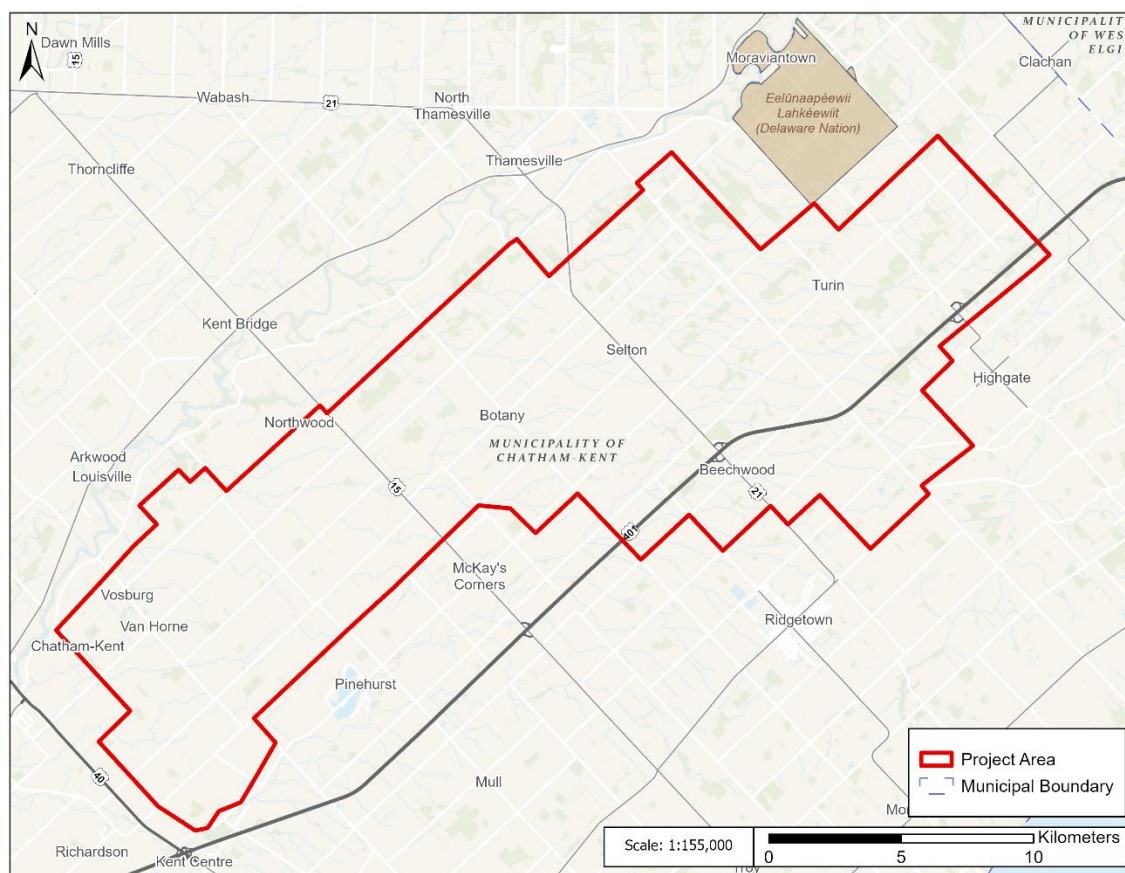 N
MUNICIPALIT
OF WES
ELGI
Dawn Mills
15
Moraviantown
Clachan
Wabash
21
North
Thamesville
Eelūnaapèewii
Lahkèewiit
(Delaware Nation)
Thamesville
Thorncliffe
Turin
Kent Bridge
Selton
Highgate
Northwood
Botany
MUNICIPALITY OF
CHATHAM-KENT
Arkwood
Louisville
Beechwood
15
21
401
McKay's
Corners
Vosburg
Van Horne
Ridgetown
Chatham-Kent
Pinehurst
40
Mull
Project Area
Municipal Boundary
Richardson
Kent Centre
Scale: 1:155,000
Kilometers
0 5 10